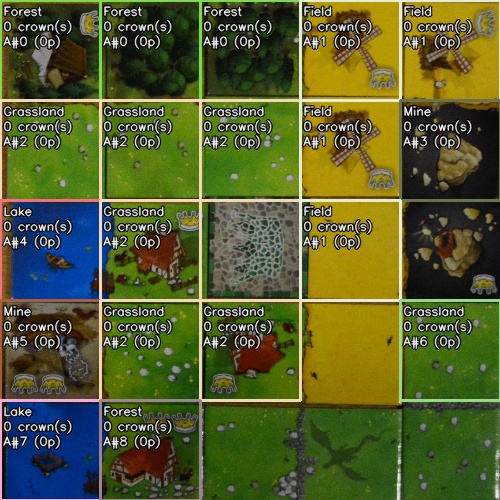 Forest
0 crown(s)
A#0 (0p)
Forest
0 crown(s)
A#0 (0p)
Forest
0 crown(s)
A#0 (0p)
Field
0 crown(s)
A#1 (0p)
Field
0 crown(s)
A#1 (0p)
Grassland
0 crown(s)
A#2 (0p)
Grassland
0 crown(s)
A#2 (0p)
Grassland
0 crown(s)
A#2 (0p)
Field
0 crown(s)
A#1 (0p)
Mine
0 crown(s)
A#3 (0p)
Lake
0 crown(s)
A#4 (0p)
Grassland
0 crown(s)
A#2 (0p)
Field
0 crown(s)
A#1 (0p)
Mine
0 crown(s)
A#5 (0p)
Grassland
0 crown(s)
A#2 (0p)
Grassland
0 crown(s)
A#2 (0p)
Grassland
0 crown(s)
A#6 (0p)
Lake
0 crown(s)
A#7 (0p)
Forest
0 crown(s)
A#8 (0p)